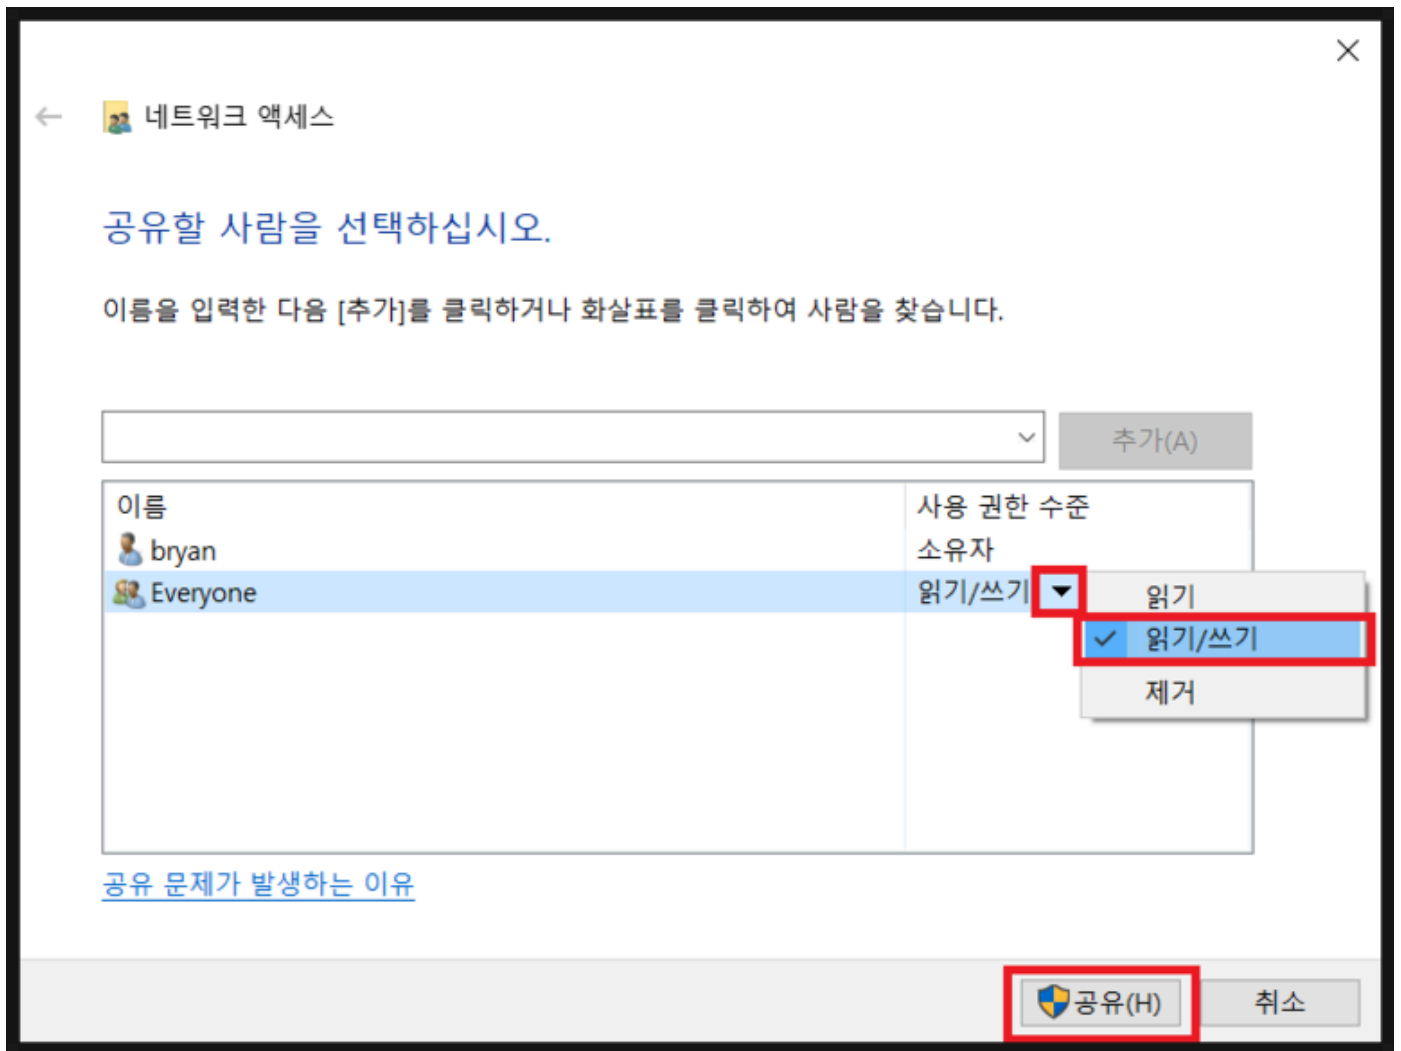 네트워크 액세스
공유할 사람을 선택하십시오.
이름을 입력한 다음 [추가]를 클릭하거나 화살표를 클릭하여 사람을 찾습니다.
추가(A)
이름 사용 권한 수준
bryan 소유자
Everyone 읽기/쓰기
읽기
읽기/쓰기
제거
공유 문제가 발생하는 이유
공유(H) 취소